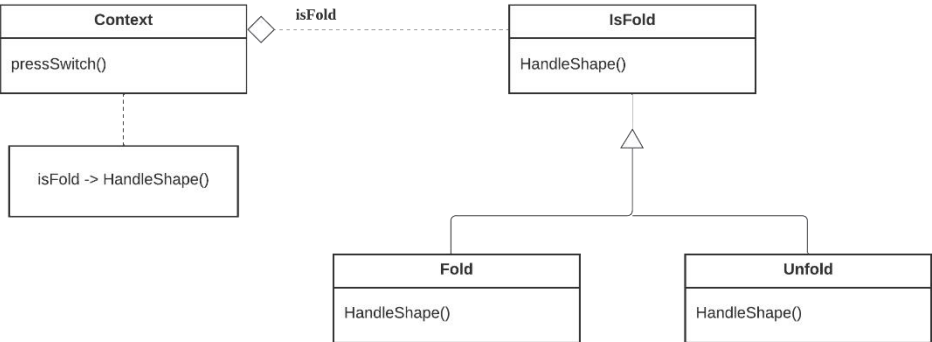 Context
isFold
IsFold
pressSwitch()
HandleShape()
isFold -> HandleShape()
Fold
Unfold
HandleShape()
HandleShape()